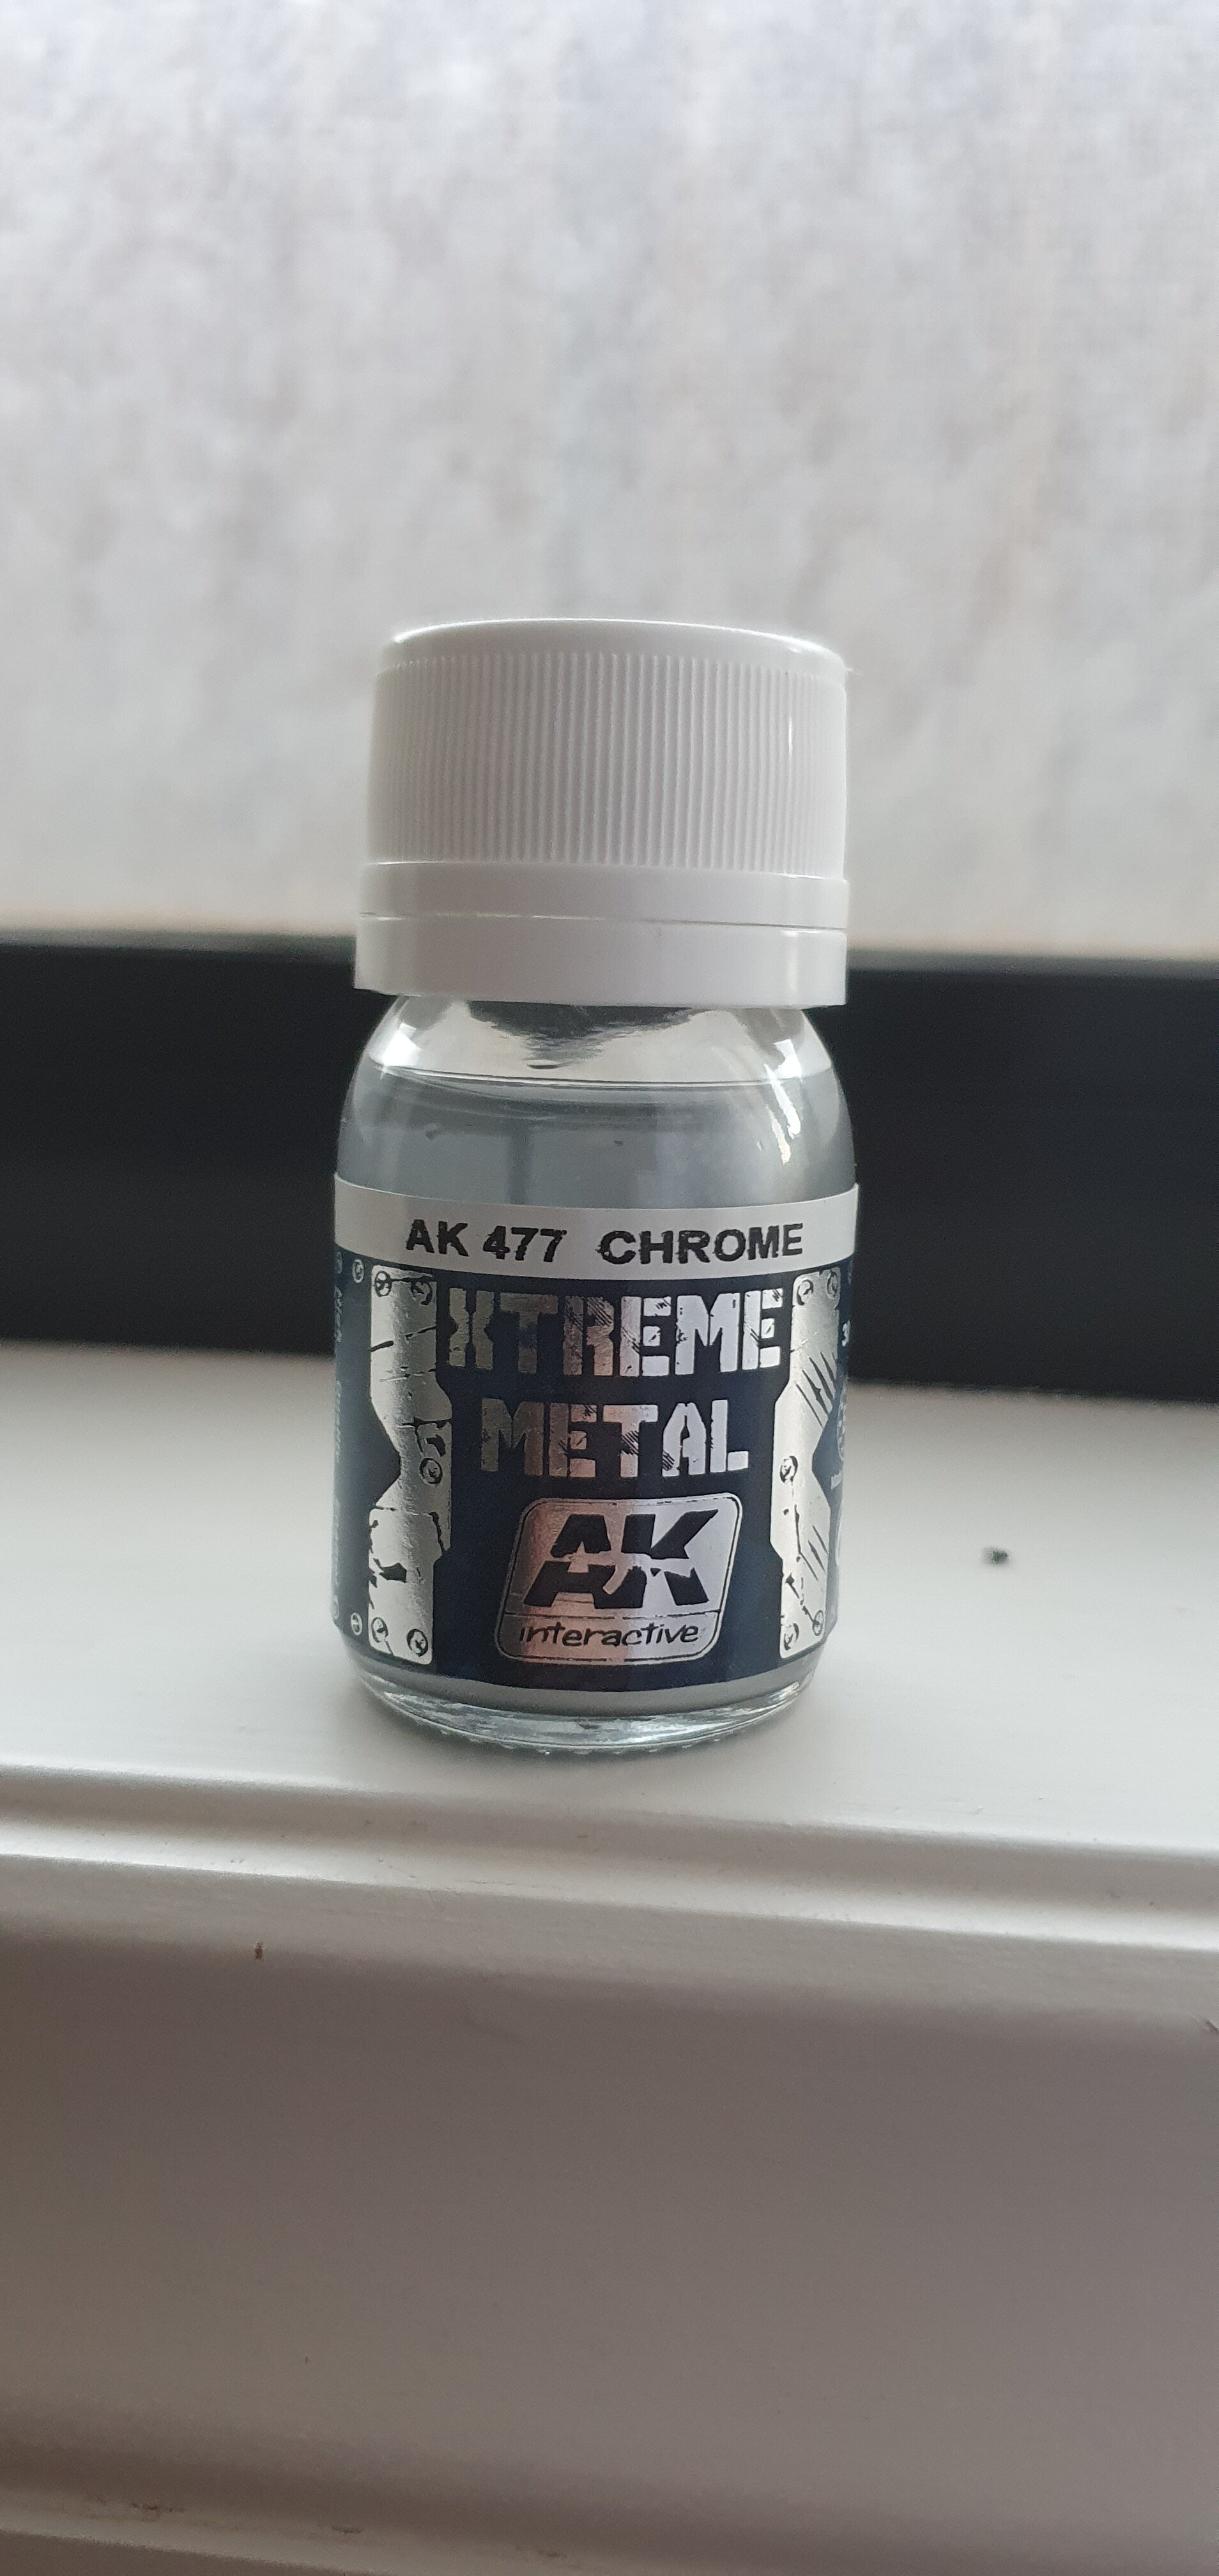 AK 477 CHROME
XTREME
METAL
AK
interactive